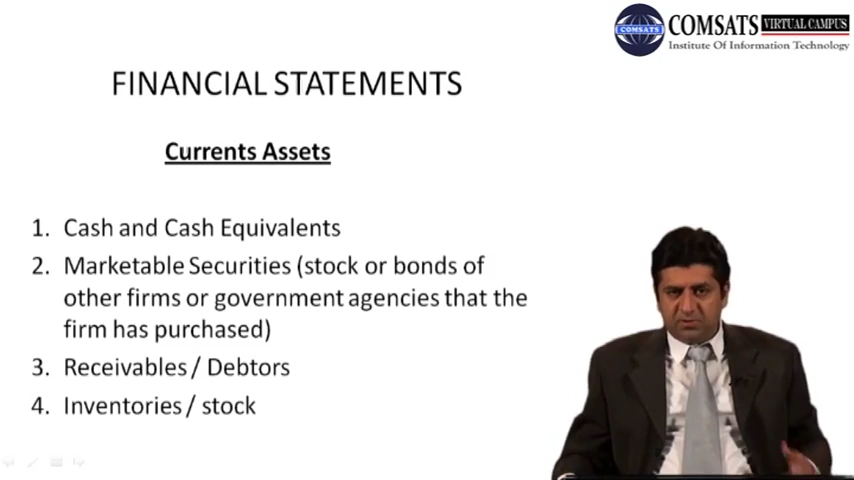 COMSATS VIRTUAL CAMPUS
COMSATS
Institute Of Information Technology
FINANCIAL STATEMENTS
Currents Assets
1. Cash and Cash Equivalents
2. Marketable Securities (stock or bonds of
other firms or government agencies that the
firm has purchased)
3. Receivables / Debtors
4. Inventories / stock